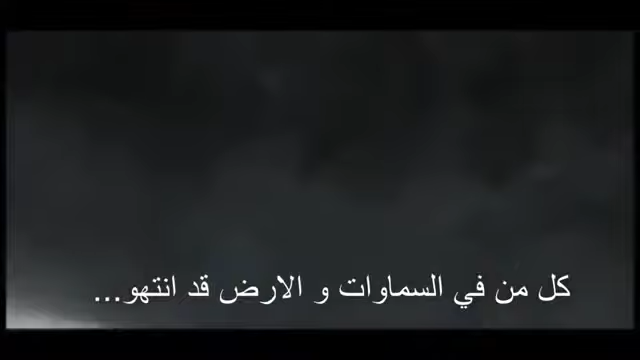 كل من في السماوات و الارض قد انتهو...